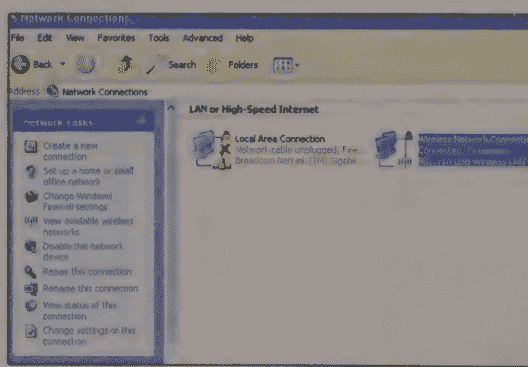 Network Connections
File Edit View Favorites Tools Advanced Help
Back Search Folders
Address Network Connections
LAN or High-Speed Internet
Network Tasks
Create a new
connection
Set up a home or small
office network
Change Windows
Firewall settings
View available wireless
networks
Disable this network
device
Repair this connection
Rename this connection
View status of this
connection
Change settings of this
connection
Local Area Connection
Network cable unplugged, Fire...
Broadcom NetXtreme
Wireless Network Connec
Connected,